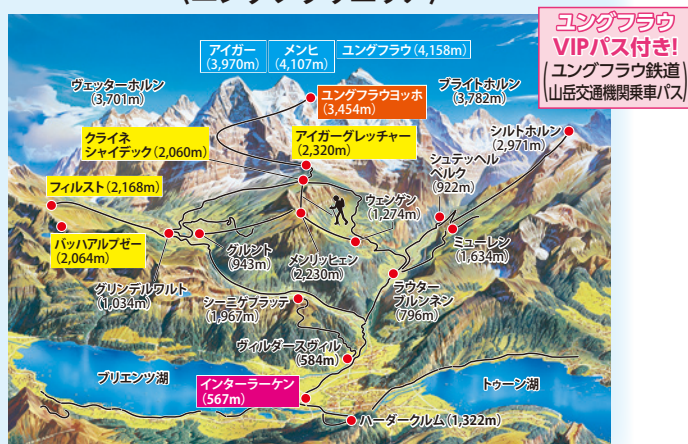 ユングフラウ
VIPパス付き!
(ユングフラウ鉄道
山岳交通機関乗車パス)
アイガー
(3,970m)
メンヒ
(4,107m)
ユングフラウ(4,158m)
ヴェッターホルン
(3,701m)
ユングフラウヨッホ
(3,454m)
ブライトホルン
(3,782m)
クライネ
シャイデック(2,060m)
アイガーグレッチャー
(2,320m)
シルトホルン
(2,971m)
シュテッヘル
ベルク
(922m)
フィルスト(2,168m)
ウェンゲン
(1,274m)
バッハアルプゼー
(2,064m)
グルント
(943m)
メンリッヒェン
(2,230m)
ミューレン
(1,634m)
グリンデルワルト
(1,034m)
シーニゲプラッテ
(1,967m)
ラウター
ブルンネン
(796m)
ヴィルダースヴィル
(584m)
ブリエンツ湖
インターラーケン
(567m)
トゥーン湖
ハーダークルム(1,322m)